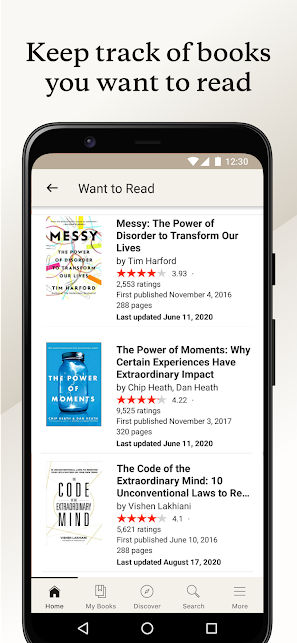 Keep track of books
you want to read
12:30
Want to Read
MESSY
THE POWER
OF DISORDER
TO TRANSFORM
OUR LIVES
TIM HARFORD
Messy: The Power of
Disorder to Transform Our
Lives
by Tim Harford
3.93 ·
2,553 ratings
First published November 4, 2016
288 pages
Last updated June 11, 2020
THE POWER OF
MOMENTS
CHIP HEATH & DAN HEATH
The Power of Moments: Why
Certain Experiences Have
Extraordinary Impact
by Chip Heath, Dan Heath
4.22 ·
9,525 ratings
First published November 3, 2017
320 pages
Last updated June 11, 2020
THE
CODE
OF THE
EXTRAORDINARY
MIND
VISHEN LAKHIANI
The Code of the
Extraordinary Mind: 10
Unconventional Laws to Re...
by Vishen Lakhiani
4.1 ·
5,621 ratings
First published June 10, 2016
288 pages
Last updated August 17, 2020
Home My Books Discover Search More